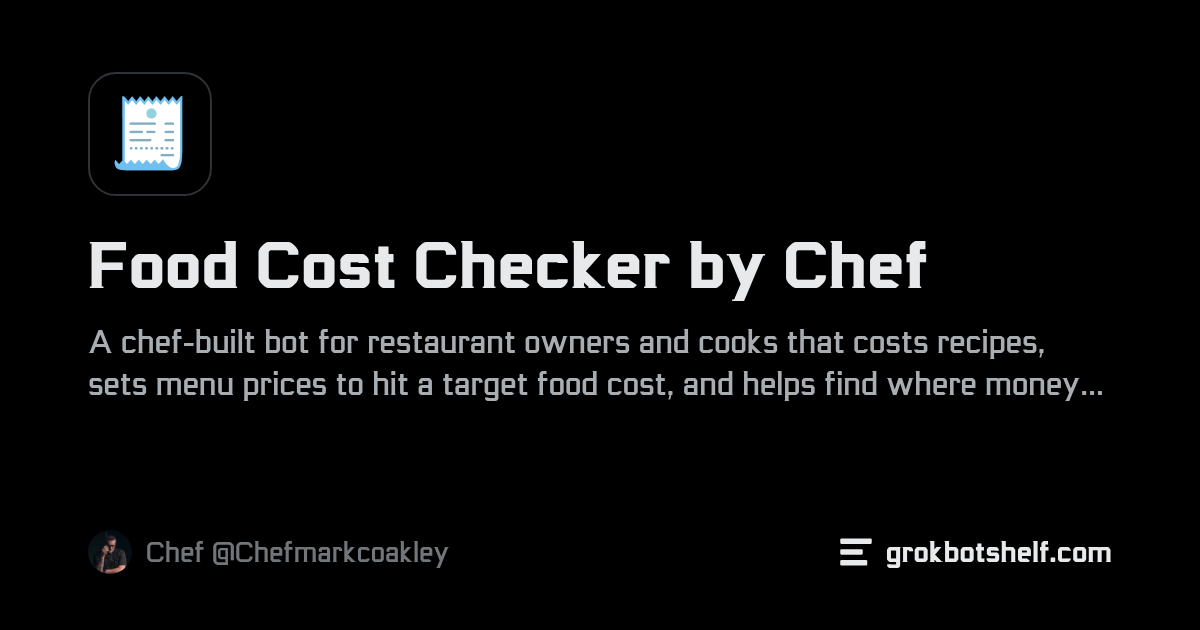 Food Cost Checker by Chef
A chef-built bot for restaurant owners and cooks that costs recipes,
sets menu prices to hit a target food cost, and helps find where money...
Chef @Chefmarkcoakley
grokbotshelf.com